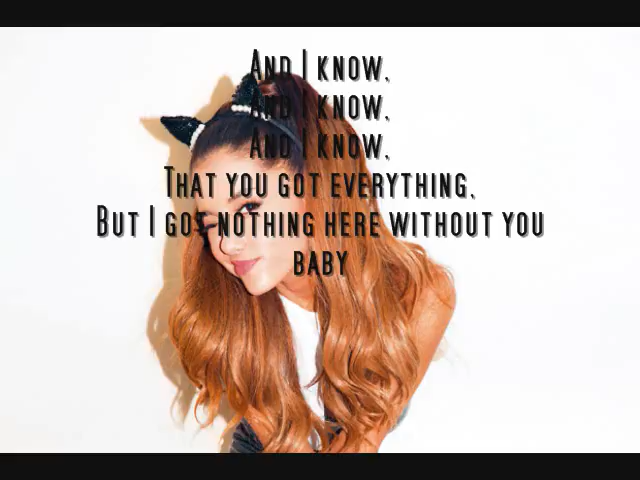 And I know,
And I know,
And I know,
That you got everything,
But I got nothing here without you
baby